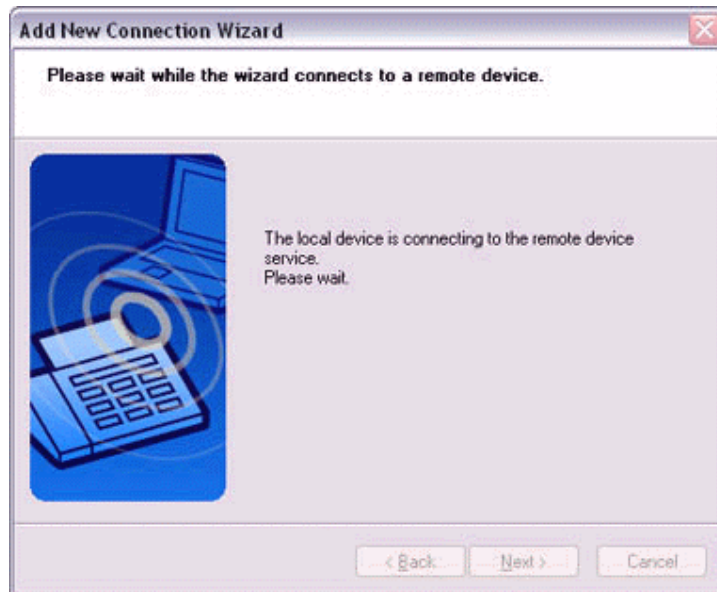 Add New Connection Wizard
Please wait while the wizard connects to a remote device.
The local device is connecting to the remote device
service.
Please wait.
< Back
Next >
Cancel